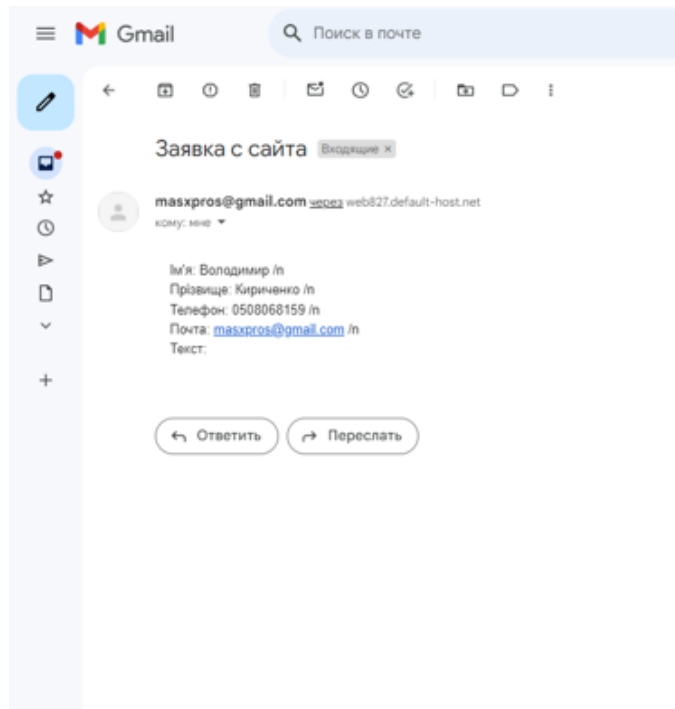 Gmail
Поиск в почте
Заявка с сайта Входящие ×
masxpros@gmail.com через web827.default-host.net
кому: мне
Ім'я: Володимир /n
Прізвище: Кириченко /n
Телефон: 0508068159 /n
Почта: masxpros@gmail.com /n
Текст:
Ответить Переслать